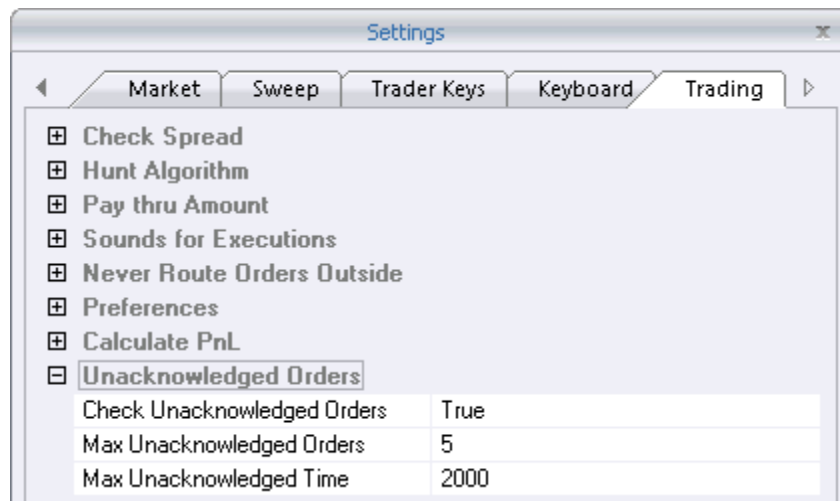 Settings
Market Sweep Trader Keys Keyboard Trading
Check Spread
Hunt Algorithm
Pay thru Amount
Sounds for Executions
Never Route Orders Outside
Preferences
Calculate PnL
Unacknowledged Orders
Check Unacknowledged Orders True
Max Unacknowledged Orders 5
Max Unacknowledged Time 2000